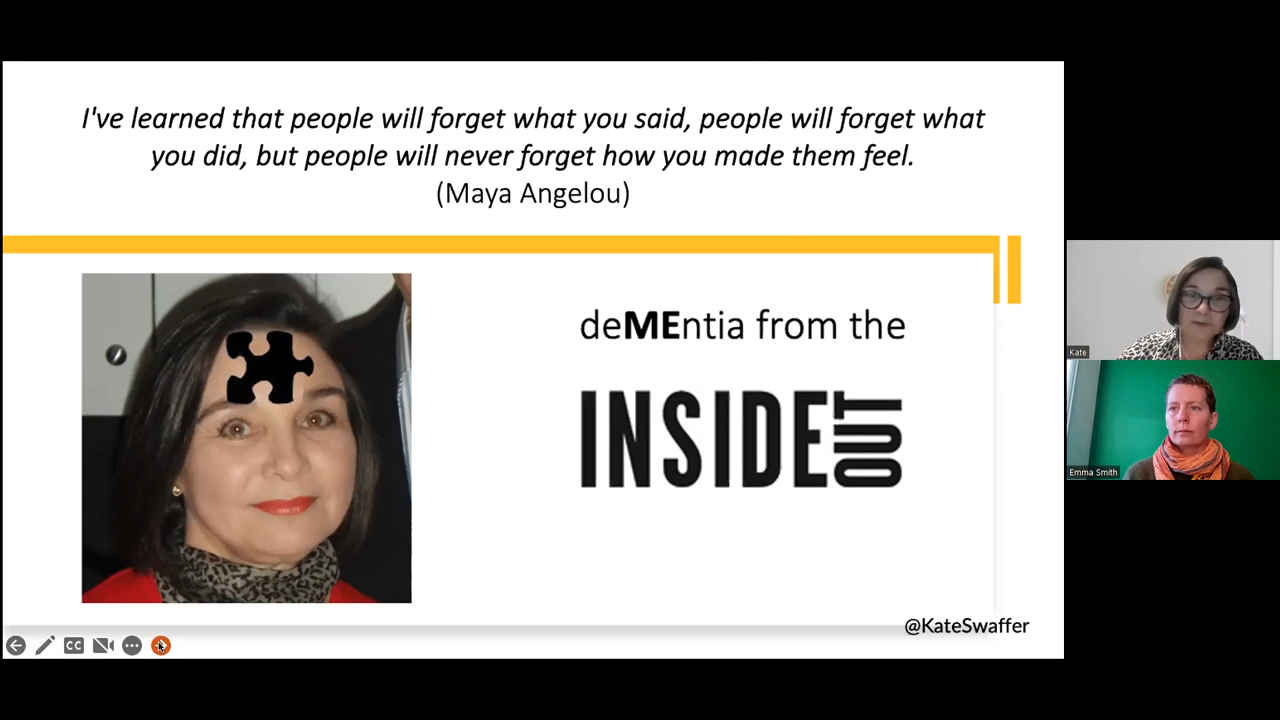 I've learned that people will forget what you said, people will forget what
you did, but people will never forget how you made them feel.
(Maya Angelou)
deMEntia from the
INSIDE OUT
@KateSwaffer
CC
Kate
Emma Smith